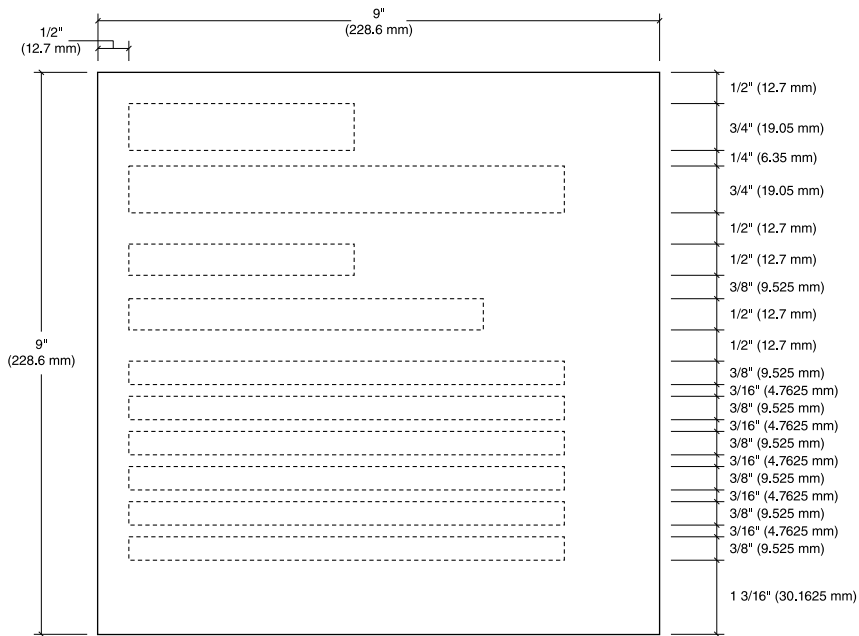 9"
(228.6 mm)
1/2"
(12.7 mm)
1/2" (12.7 mm)
3/4" (19.05 mm)
1/4" (6.35 mm)
3/4" (19.05 mm)
1/2" (12.7 mm)
1/2" (12.7 mm)
3/8" (9.525 mm)
1/2" (12.7 mm)
1/2" (12.7 mm)
9"
(228.6 mm)
3/8" (9.525 mm)
3/16" (4.7625 mm)
3/8" (9.525 mm)
3/16" (4.7625 mm)
3/8" (9.525 mm)
3/16" (4.7625 mm)
3/8" (9.525 mm)
3/16" (4.7625 mm)
3/8" (9.525 mm)
3/16" (4.7625 mm)
3/8" (9.525 mm)
1 3/16" (30.1625 mm)